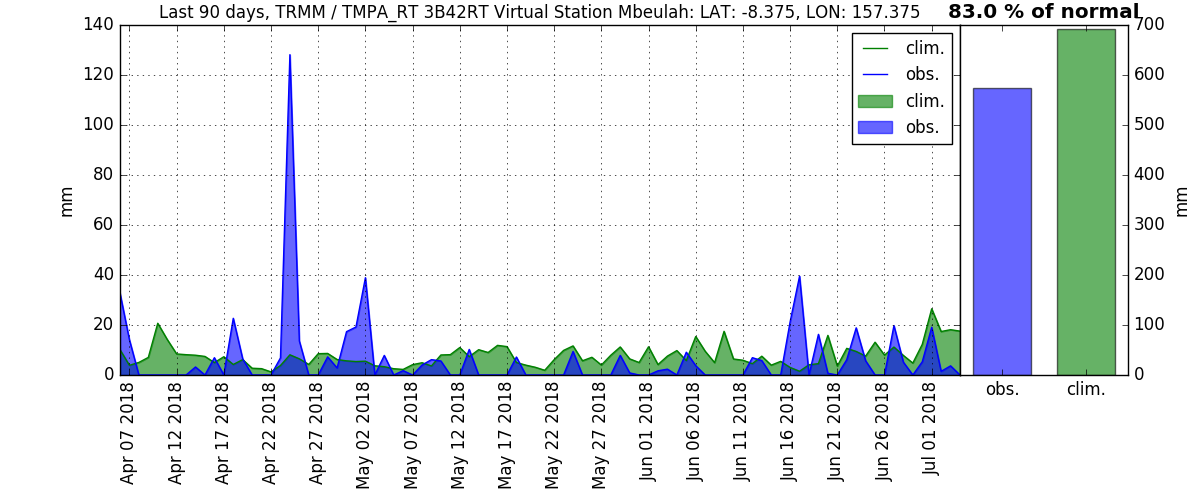 Last 90 days, TRMM / TMPA_RT 3B42RT Virtual Station Mbeulah: LAT: -8.375, LON: 157.375
83.0 % of normal
140
120
100
80
60
40
20
0
mm
clim.
obs.
clim.
obs.
Apr 07 2018
Apr 12 2018
Apr 17 2018
Apr 22 2018
Apr 27 2018
May 02 2018
May 07 2018
May 12 2018
May 17 2018
May 22 2018
May 27 2018
Jun 01 2018
Jun 06 2018
Jun 11 2018
Jun 16 2018
Jun 21 2018
Jun 26 2018
Jul 01 2018
700
600
500
400
300
200
100
0
mm
obs.
clim.